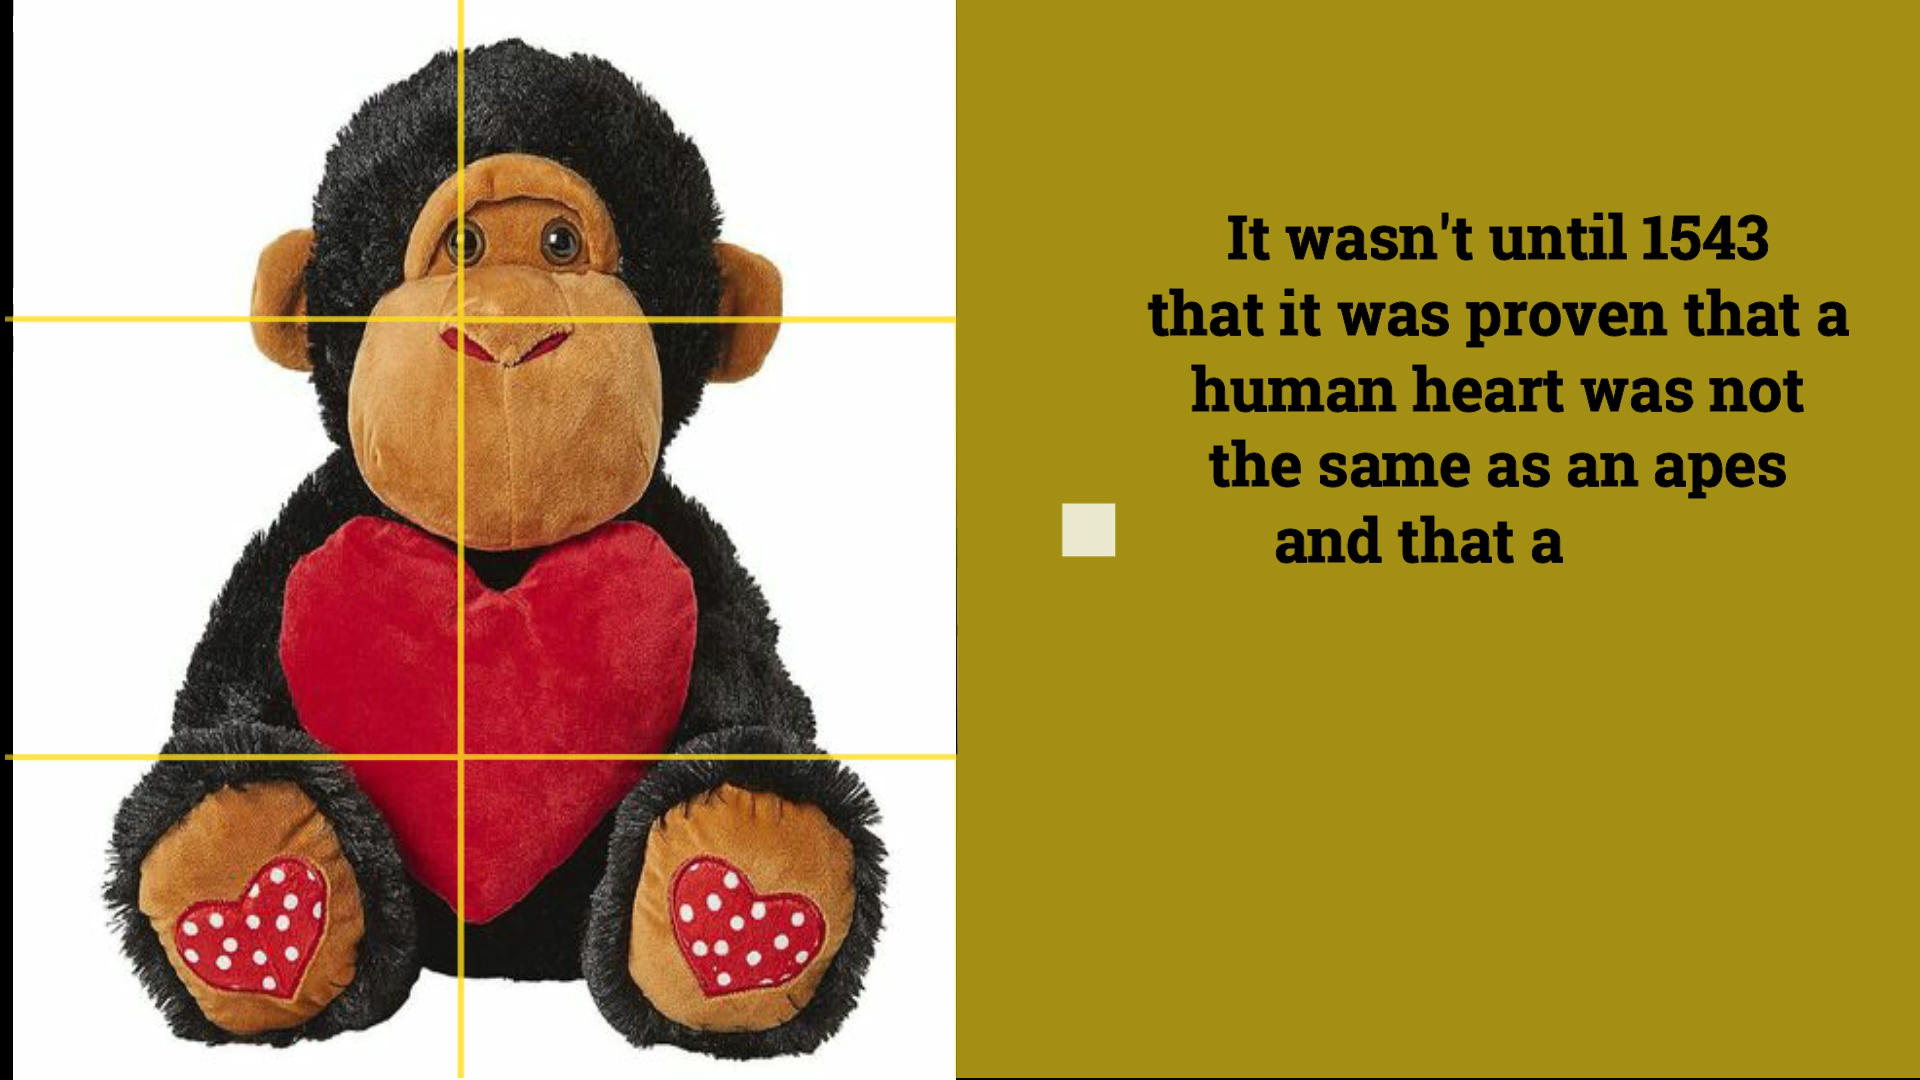 It wasn't until 1543
that it was proven that a
human heart was not
the same as an apes
and that a